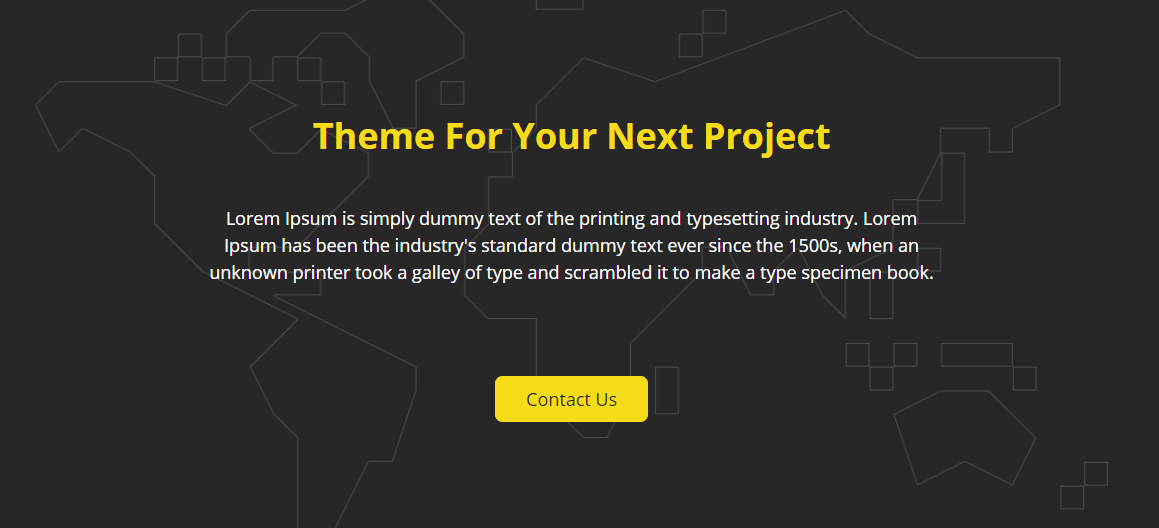 Theme For Your Next Project
Lorem Ipsum is simply dummy text of the printing and typesetting industry. Lorem
Ipsum has been the industry's standard dummy text ever since the 1500s, when an
unknown printer took a galley of type and scrambled it to make a type specimen book.
Contact Us